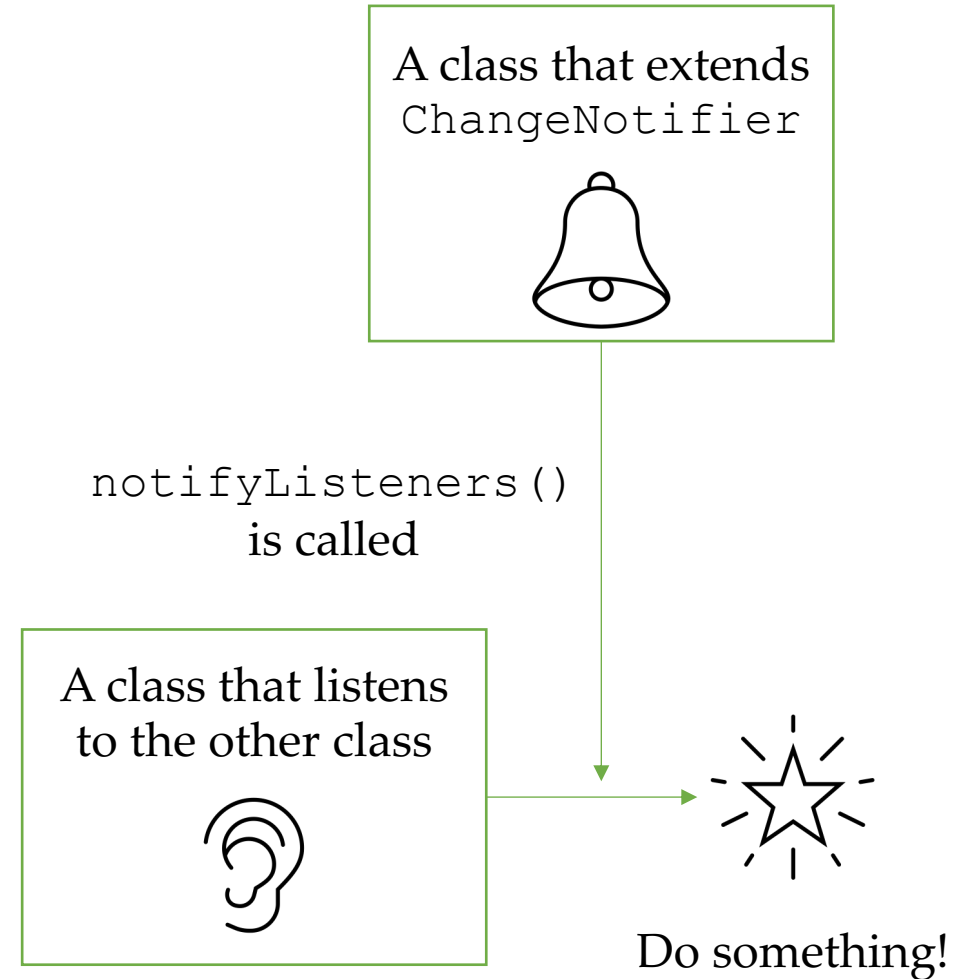 A class that extends
ChangeNotifier
notifyListeners()
is called
A class that listens
to the other class
Do something!